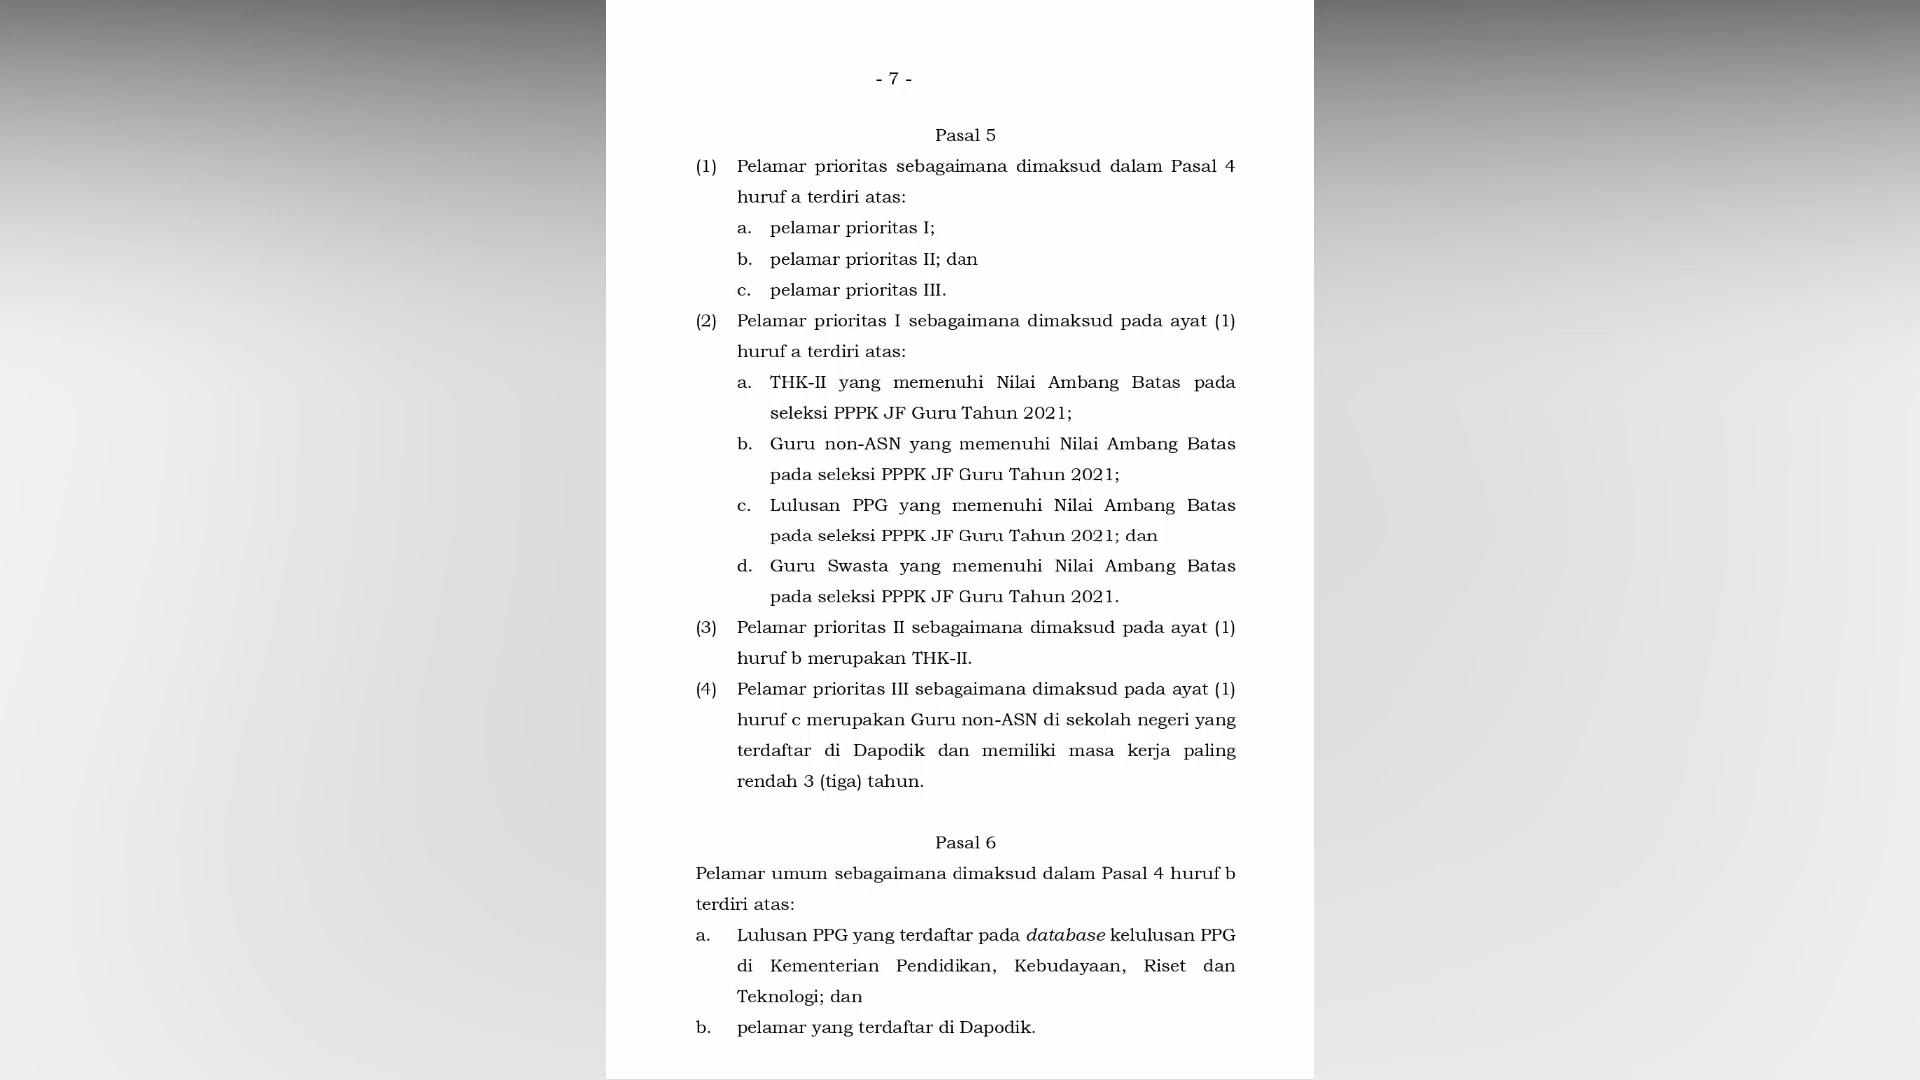 - 7 -
Pasal 5
(1) Pelamar prioritas sebagaimana dimaksud dalam Pasal 4
huruf a terdiri atas:
a. pelamar prioritas I;
b. pelamar prioritas II; dan
c. pelamar prioritas III.
(2) Pelamar prioritas I sebagaimana dimaksud pada ayat (1)
huruf a terdiri atas:
a. THK-II yang memenuhi Nilai Ambang Batas pada
seleksi PPPK JF Guru Tahun 2021;
b. Guru non-ASN yang memenuhi Nilai Ambang Batas
pada seleksi PPPK JF Guru Tahun 2021;
c. Lulusan PPG yang memenuhi Nilai Ambang Batas
pada seleksi PPPK JF Guru Tahun 2021; dan
d. Guru Swasta yang memenuhi Nilai Ambang Batas
pada seleksi PPPK JF Guru Tahun 2021.
(3) Pelamar prioritas II sebagaimana dimaksud pada ayat (1)
huruf b merupakan THK-II.
(4) Pelamar prioritas III sebagaimana dimaksud pada ayat (1)
huruf c merupakan Guru non-ASN di sekolah negeri yang
terdaftar di Dapodik dan memiliki masa kerja paling
rendah 3 (tiga) tahun.
Pasal 6
Pelamar umum sebagaimana dimaksud dalam Pasal 4 huruf b
terdiri atas:
a. Lulusan PPG yang terdaftar pada database kelulusan PPG
di Kementerian Pendidikan, Kebudayaan, Riset dan
Teknologi; dan
b. pelamar yang terdaftar di Dapodik.